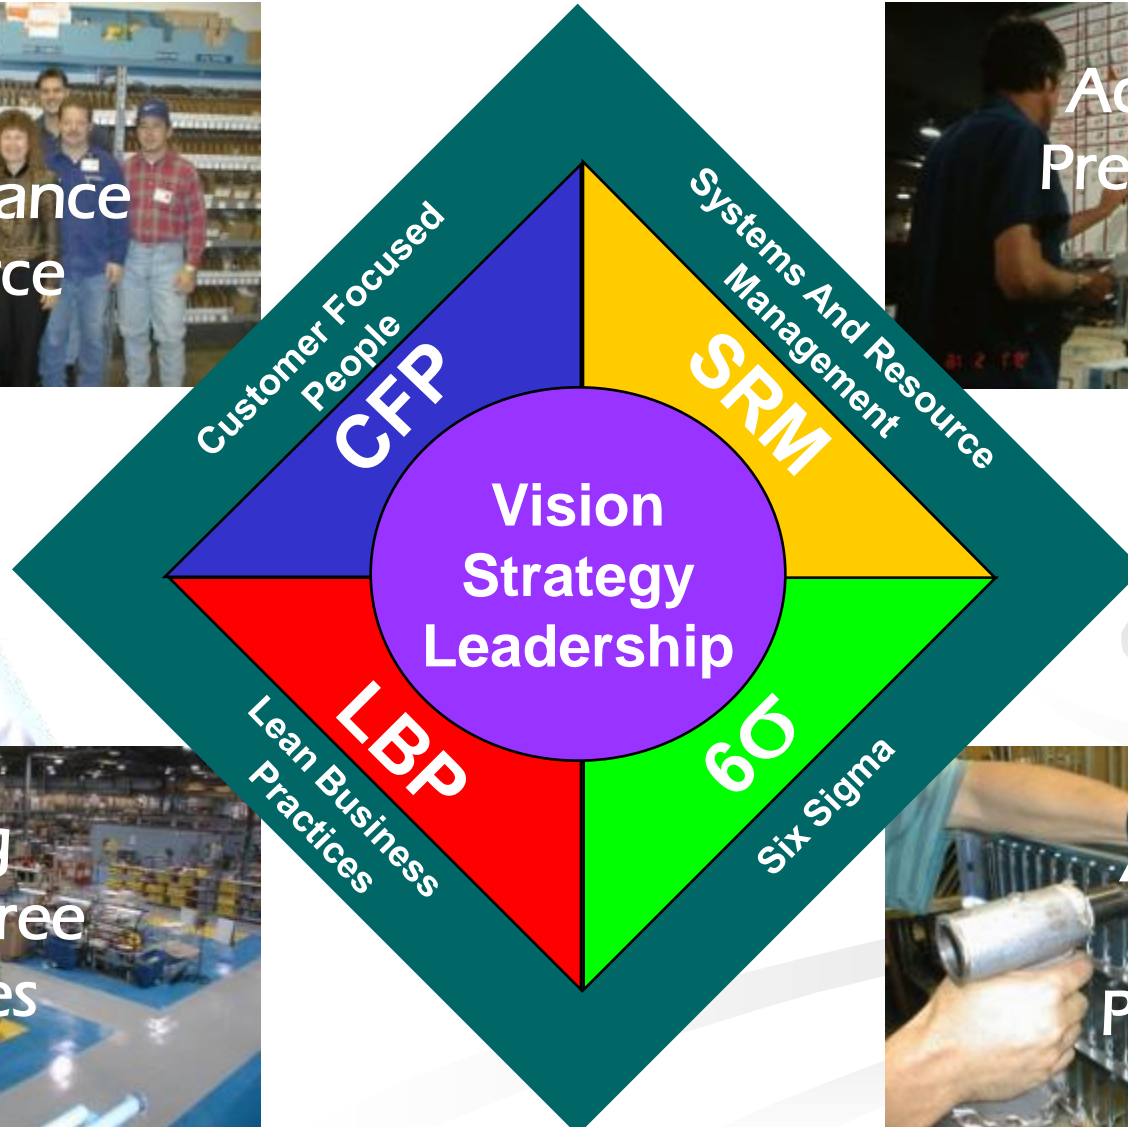 ance
rce
Ac
Pre
Customer Focused
People
CFP
Systems And Resource
Management
SRM
Vision
Strategy
Leadership
LBP
Lean Business
Practices
6σ
Six Sigma
g
ree
es
A
P